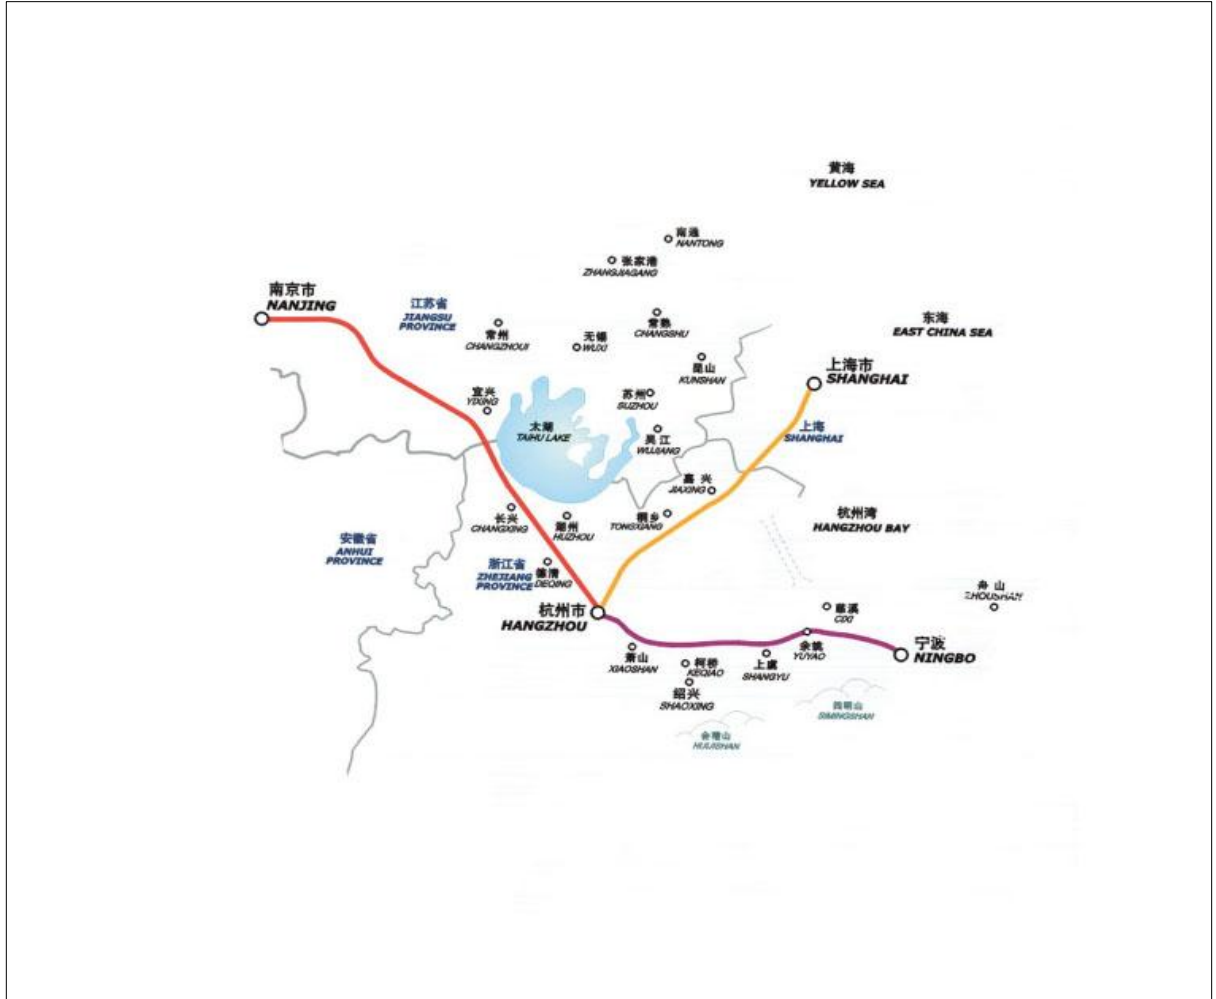 黄海
YELLOW SEA
南通
NANTONG
张家港
ZHANGJIAGANG
南京市
NANJING
江苏省
JIANGSU
PROVINCE
常州
CHANGZHOUI
无锡
WUXI
常熟
CHANGSHU
东海
EAST CHINA SEA
昆山
KUNSHAN
上海市
SHANGHAI
宜兴
YIXING
苏州
SUZHOU
太湖
TAIHU LAKE
吴江
WUJIANG
上海
SHANGHAI
嘉兴
JIAXING
长兴
CHANGXING
湖州
HUZHOU
桐乡
TONGXIANG
杭州湾
HANGZHOU BAY
安徽省
ANHUI
PROVINCE
浙江省
ZHEJIANG
PROVINCE
德清
DEQING
舟山
ZHOUSHAN
杭州市
HANGZHOU
慈溪
CIXI
萧山
XIAOSHAN
柯桥
KEQIAO
绍兴
SHAOXING
上虞
SHANGYU
余姚
YUYAO
宁波
NINGBO
四明山
SIMINGSHAN
会稽山
HUIJISHAN